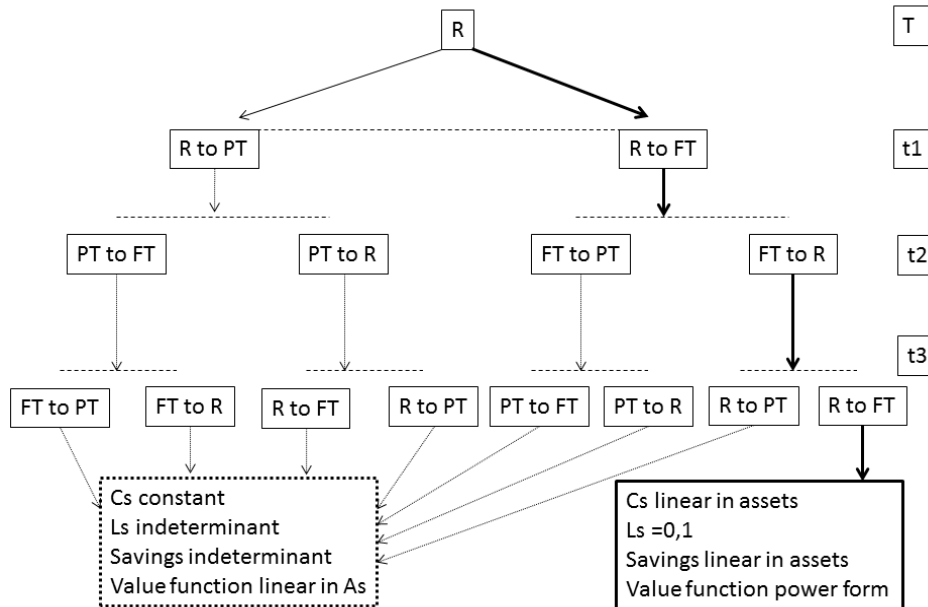 R
T
R to PT
R to FT
t1
PT to FT
PT to R
FT to PT
FT to R
t2
t3
FT to PT
FT to R
R to FT
R to PT
PT to FT
PT to R
R to PT
R to FT
Cs constant
Ls indeterminant
Savings indeterminant
Value function linear in As
Cs linear in assets
Ls =0,1
Savings linear in assets
Value function power form